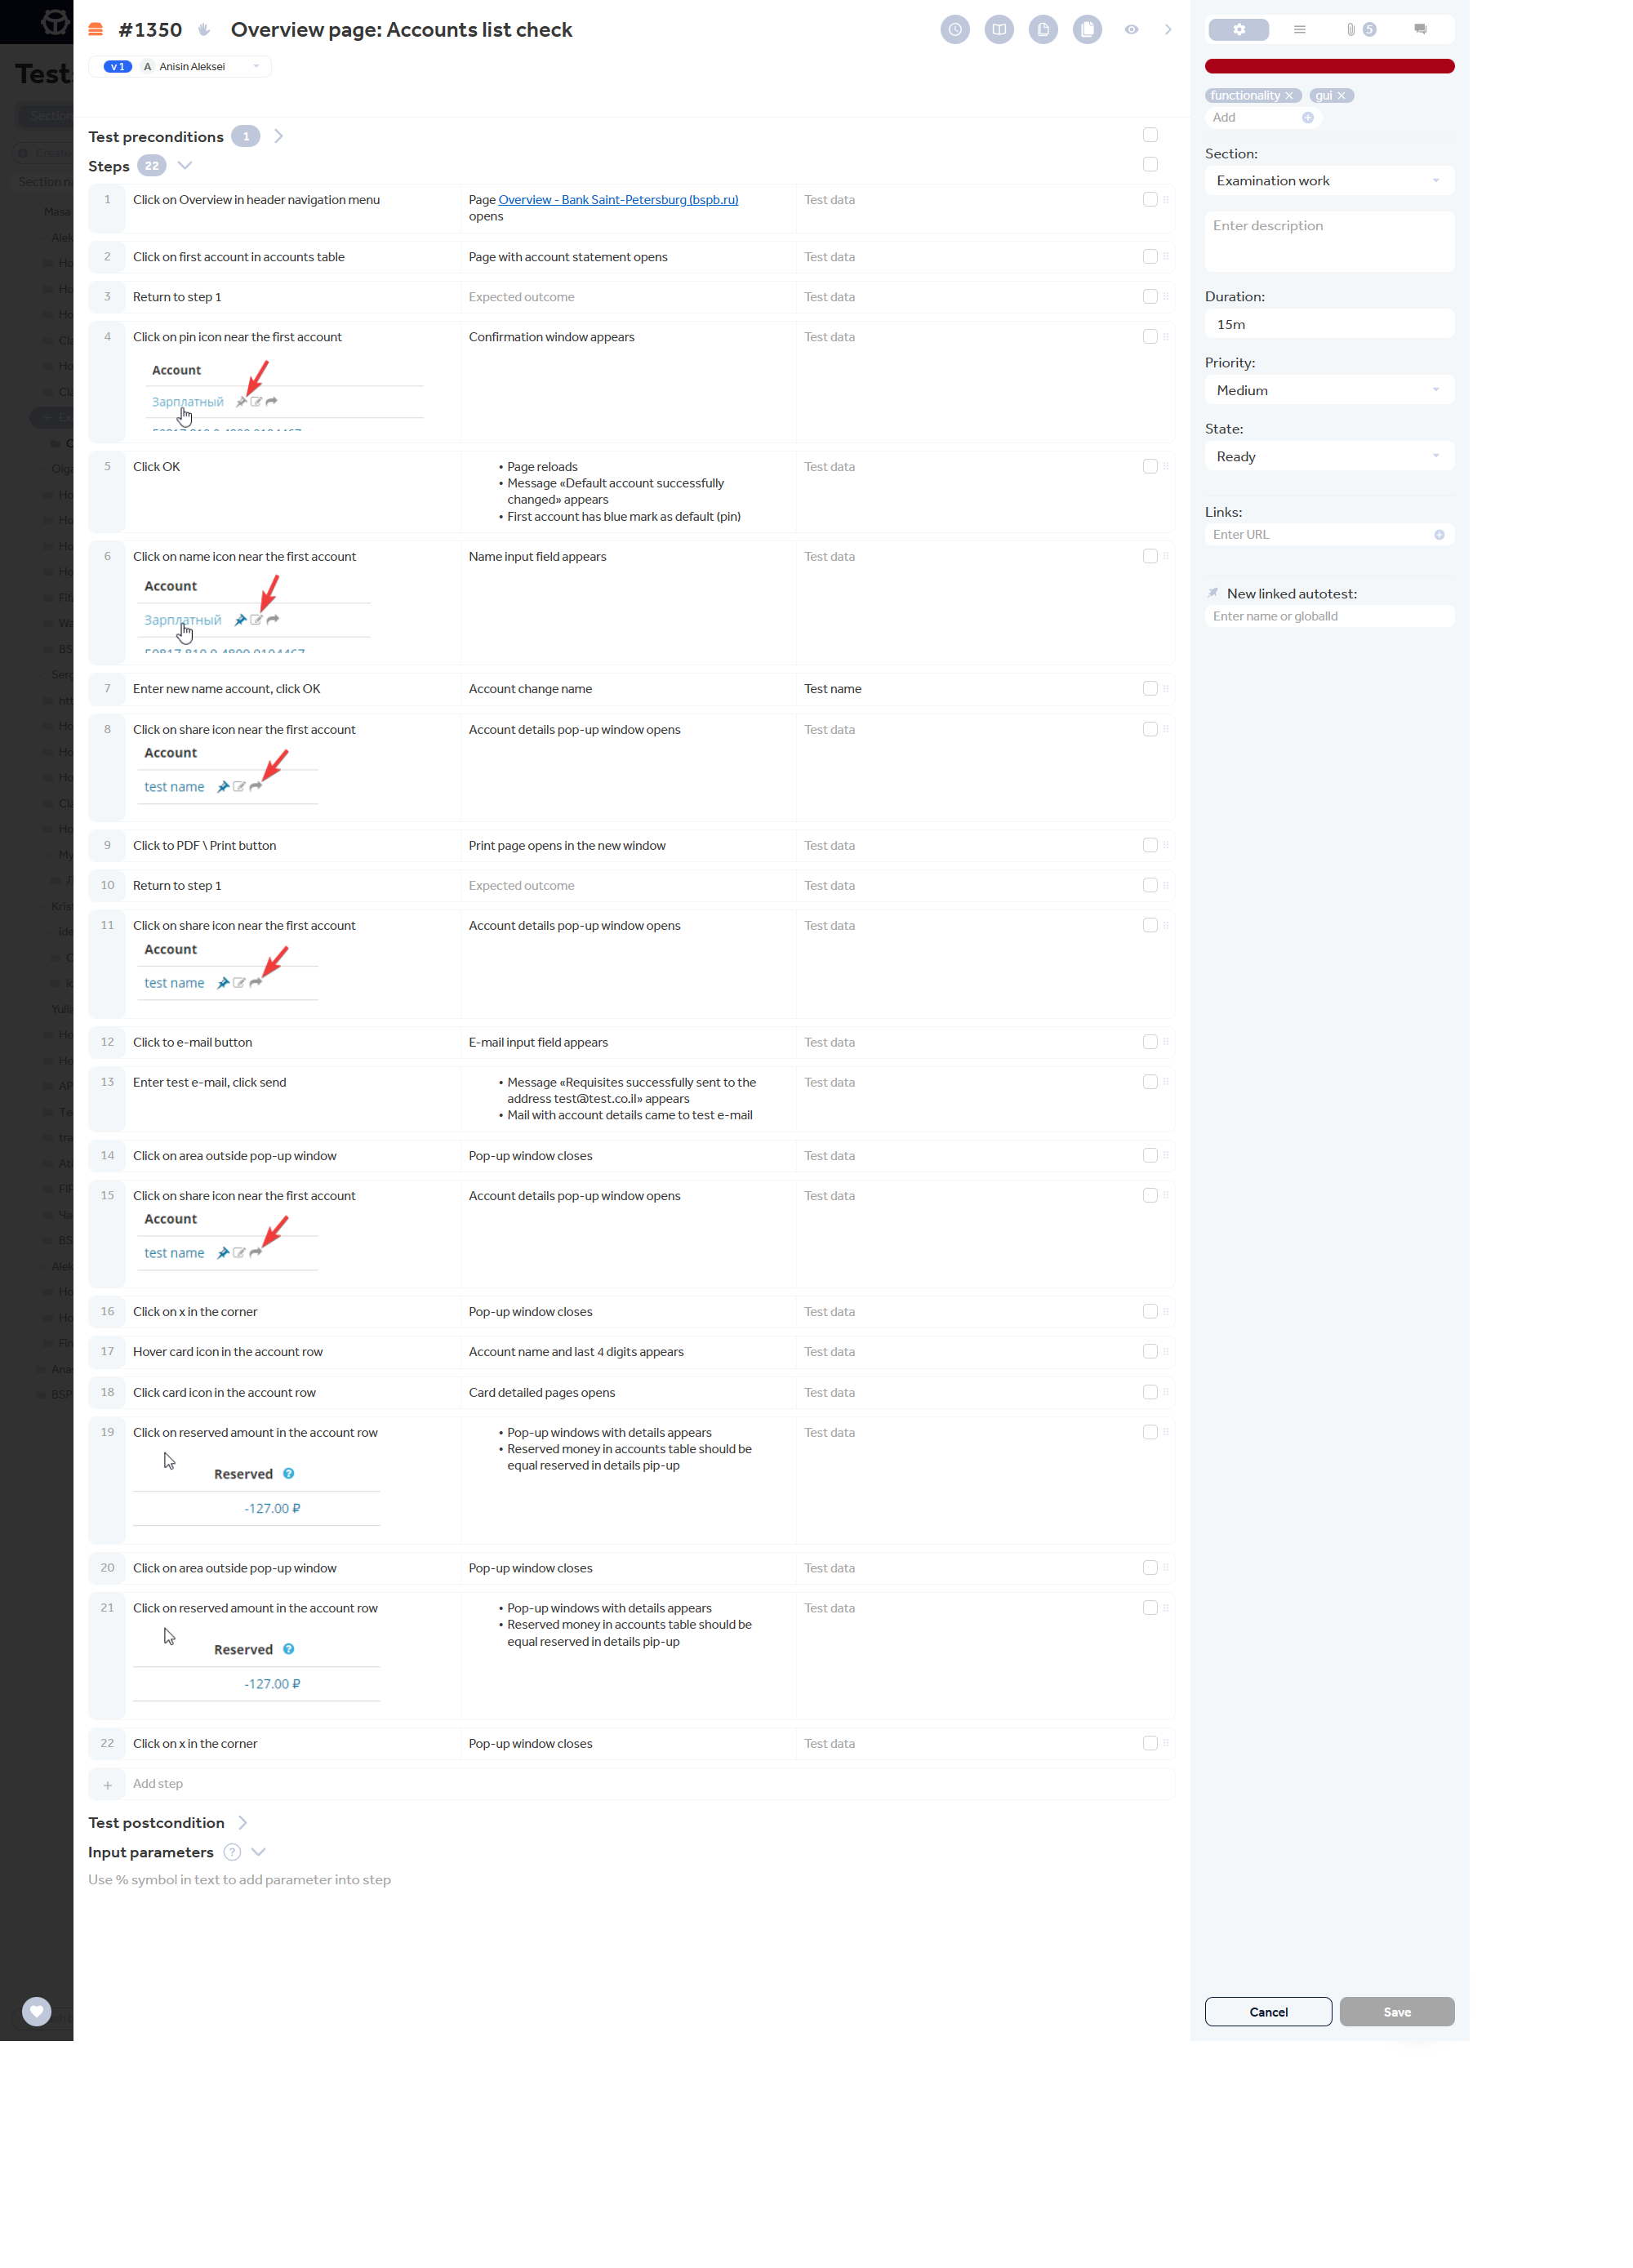 #1350 Overview page: Accounts list check
v 1 A Anisin Aleksei
Test preconditions 1
Steps 22
1 Click on Overview in header navigation menu Page Overview - Bank Saint-Petersburg (bspb.ru) Test data
opens
2 Click on first account in accounts table Page with account statement opens Test data
3 Return to step 1 Expected outcome Test data
4 Click on pin icon near the first account Confirmation window appears Test data
Account
Зарплатный
5 Click OK • Page reloads Test data
• Message «Default account successfully
changed» appears
• First account has blue mark as default (pin)
6 Click on name icon near the first account Name input field appears Test data
Account
Зарплатный
7 Enter new name account, click OK Account change name Test name
8 Click on share icon near the first account Account details pop-up window opens Test data
Account
test name
9 Click to PDF \ Print button Print page opens in the new window Test data
10 Return to step 1 Expected outcome Test data
11 Click on share icon near the first account Account details pop-up window opens Test data
Account
test name
12 Click to e-mail button E-mail input field appears Test data
13 Enter test e-mail, click send • Message «Requisites successfully sent to the Test data
address test@test.co.il» appears
• Mail with account details came to test e-mail
14 Click on area outside pop-up window Pop-up window closes Test data
15 Click on share icon near the first account Account details pop-up window opens Test data
Account
test name
16 Click on x in the corner Pop-up window closes Test data
17 Hover card icon in the account row Account name and last 4 digits appears Test data
18 Click card icon in the account row Card detailed pages opens Test data
19 Click on reserved amount in the account row • Pop-up windows with details appears Test data
• Reserved money in accounts table should be
equal reserved in details pip-up
Reserved ?
-127.00 ₽
20 Click on area outside pop-up window Pop-up window closes Test data
21 Click on reserved amount in the account row • Pop-up windows with details appears Test data
• Reserved money in accounts table should be
equal reserved in details pip-up
Reserved ?
-127.00 ₽
22 Click on x in the corner Pop-up window closes Test data
+ Add step
Test postcondition
Input parameters ?
Use % symbol in text to add parameter into step
5
functionality × gui ×
Add
Section:
Examination work
Enter description
Duration:
15m
Priority:
Medium
State:
Ready
Links:
Enter URL
New linked autotest:
Enter name or globalId
Cancel Save